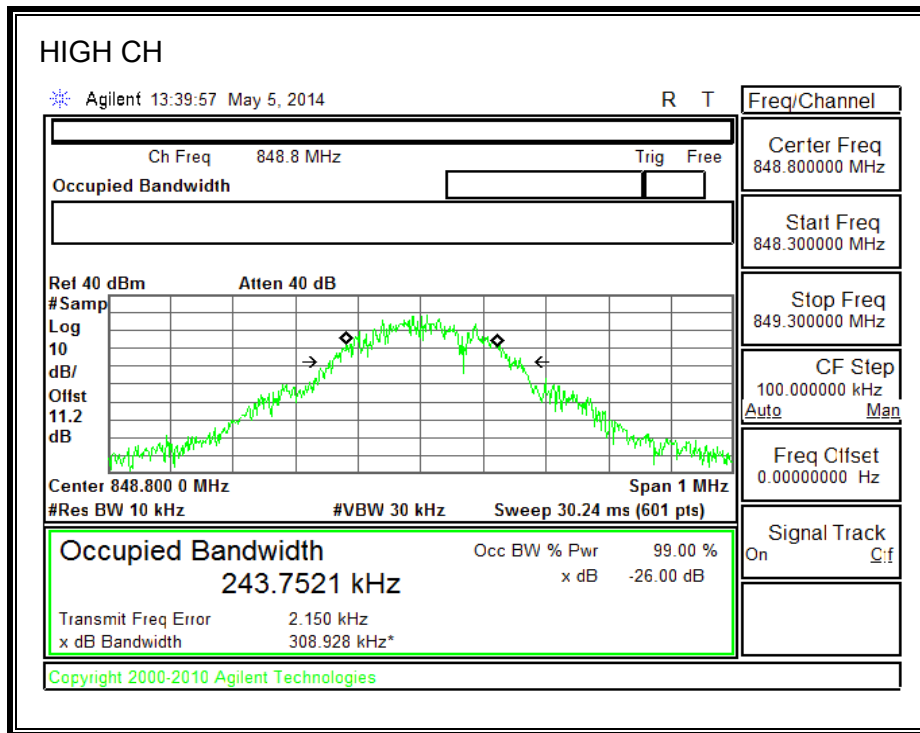 HIGH CH
Agilent 13:39:57 May 5, 2014 R T
Freq/Channel
Ch Freq 848.8 MHz Trig Free
Occupied Bandwidth
Center Freq
848.800000 MHz
Start Freq
848.300000 MHz
Stop Freq
849.300000 MHz
CF Step
100.000000 kHz
Auto Man
Freq Offset
0.00000000 Hz
Signal Track
On Off
Ref 40 dBm Atten 40 dB
#Samp
Log
10
dB/
Offst
11.2
dB
Center 848.800 0 MHz Span 1 MHz
#Res BW 10 kHz #VBW 30 kHz Sweep 30.24 ms (601 pts)
Occupied Bandwidth
243.7521 kHz
Occ BW % Pwr 99.00 %
x dB -26.00 dB
Transmit Freq Error 2.150 kHz
x dB Bandwidth 308.928 kHz*
Copyright 2000-2010 Agilent Technologies